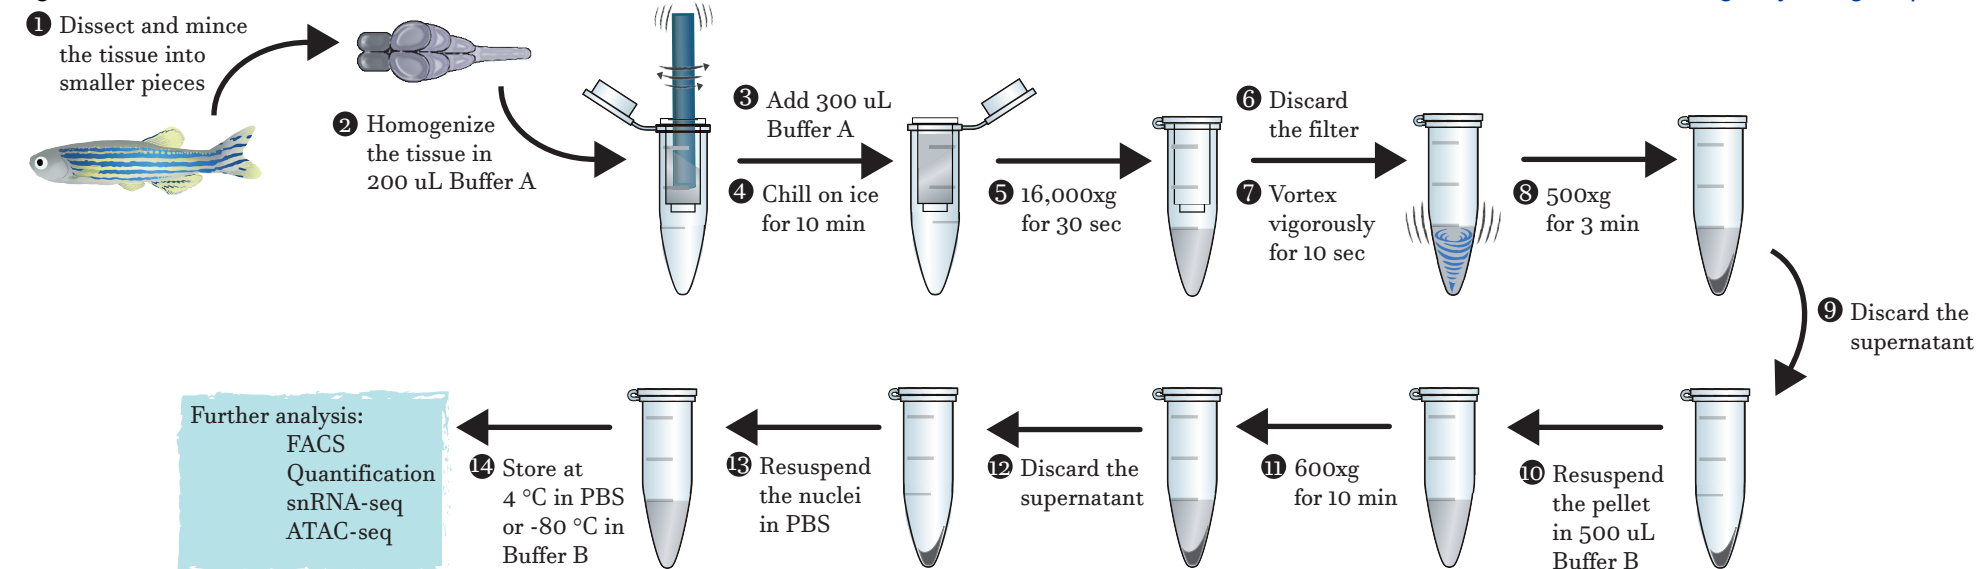 ❶ Dissect and mince
the tissue into
smaller pieces
❷ Homogenize
the tissue in
200 uL Buffer A
❸ Add 300 uL
Buffer A
❹ Chill on ice
for 10 min
❺ 16,000xg
for 30 sec
❻ Discard
the filter
❼ Vortex
vigorously
for 10 sec
❽ 500xg
for 3 min
❾ Discard the
supernatant
❿ Resuspend
the pellet
in 500 uL
Buffer B
⓫ 600xg
for 10 min
⓬ Discard the
supernatant
⓭ Resuspend
the nuclei
in PBS
⓮ Store at
4 °C in PBS
or -80 °C in
Buffer B
Further analysis:
FACS
Quantification
snRNA-seq
ATAC-seq